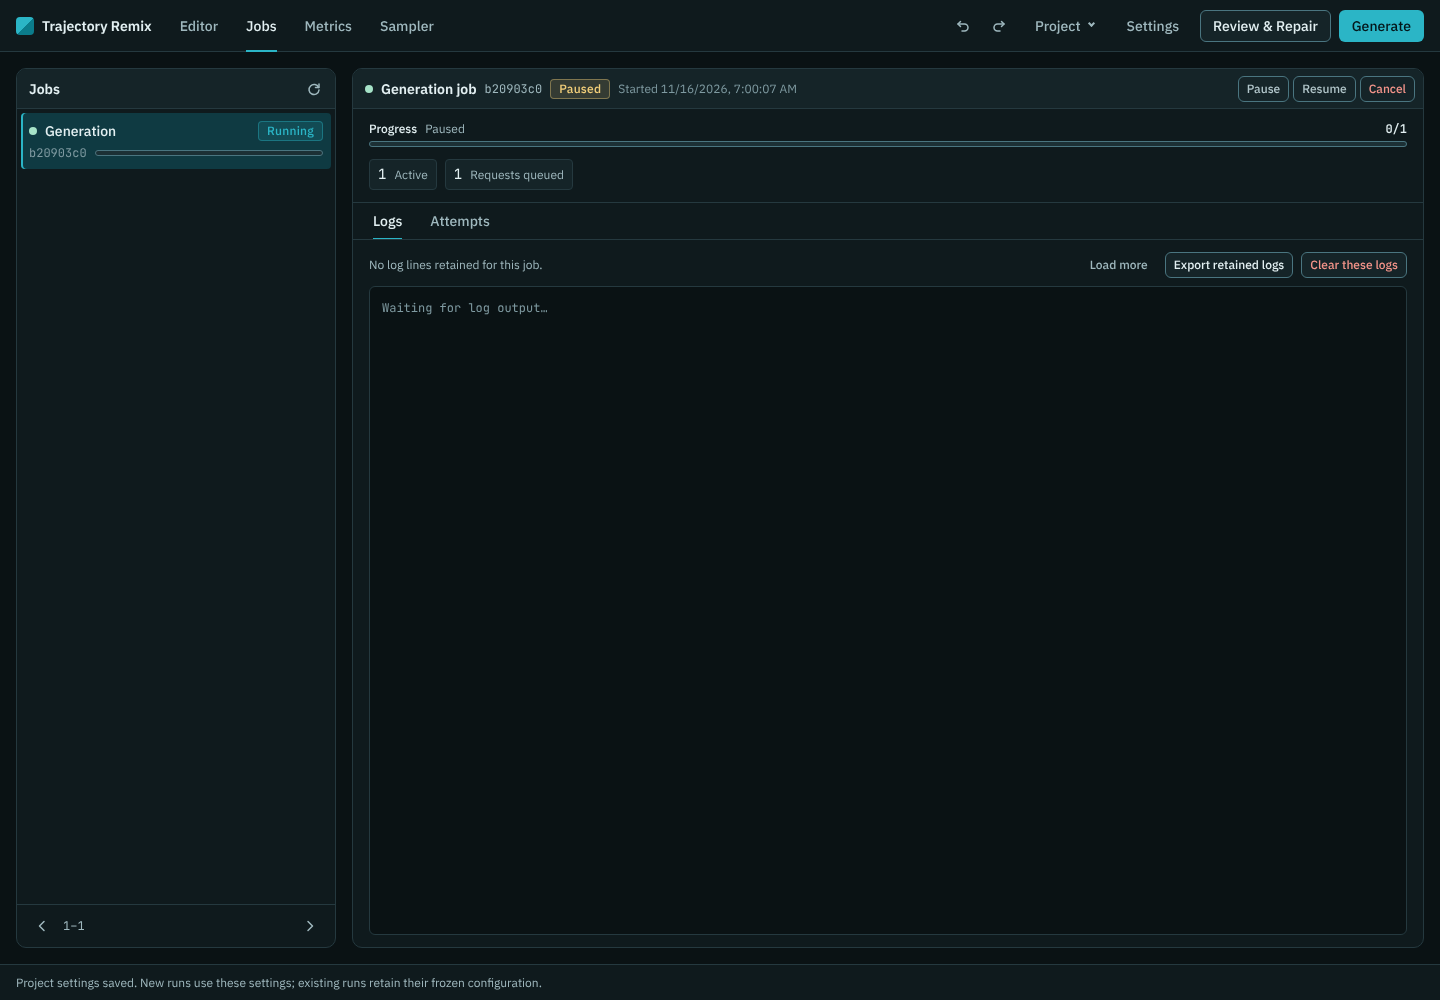 Trajectory Remix Editor Jobs Metrics Sampler Project Settings Review & Repair Generate
Jobs
Generation Running
b20903c0
1–1
Generation job b20903c0 Paused Started 11/16/2026, 7:00:07 AM Pause Resume Cancel
Progress Paused 0/1
1 Active 1 Requests queued
Logs Attempts
No log lines retained for this job. Load more Export retained logs Clear these logs
Waiting for log output…
Project settings saved. New runs use these settings; existing runs retain their frozen configuration.